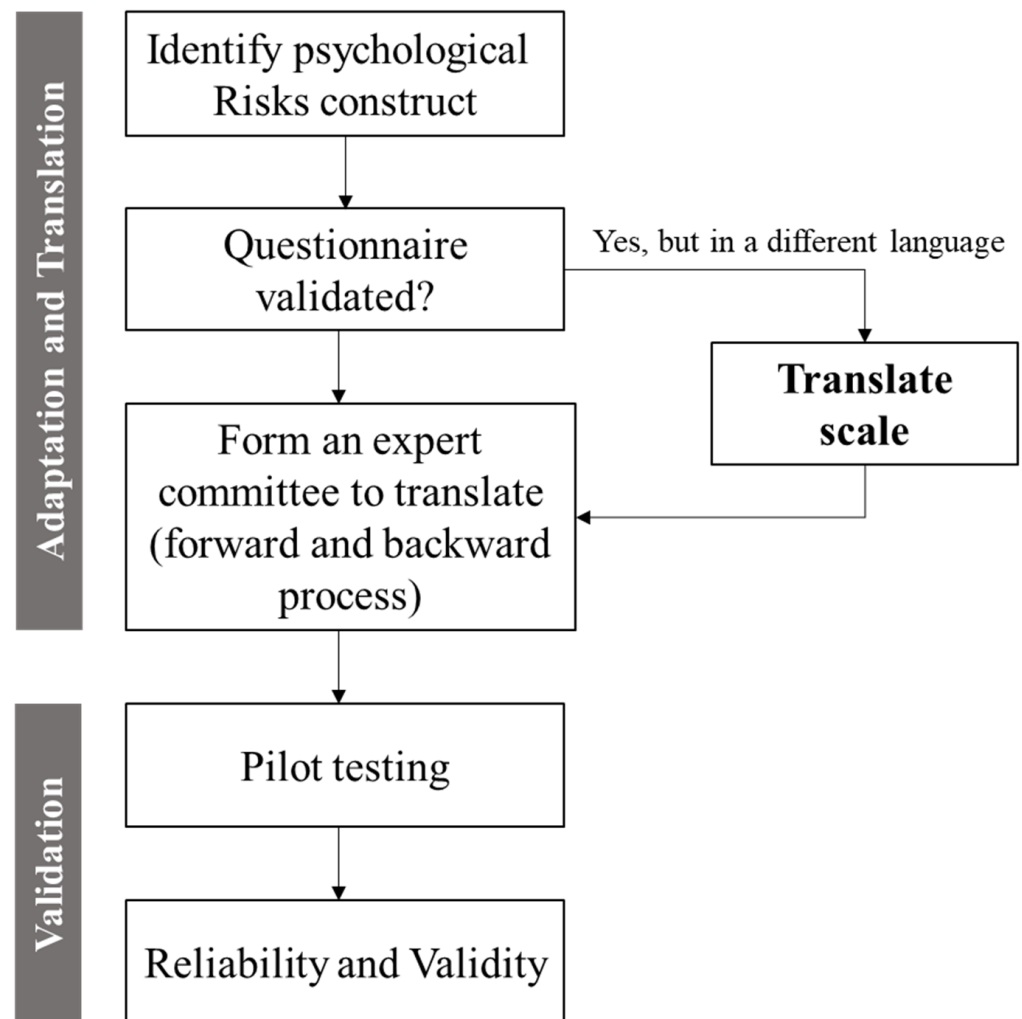 Adaptation and Translation
Identify psychological
Risks construct
Questionnaire
validated?
Yes, but in a different language
Translate
scale
Form an expert
committee to translate
(forward and backward
process)
Validation
Pilot testing
Reliability and Validity